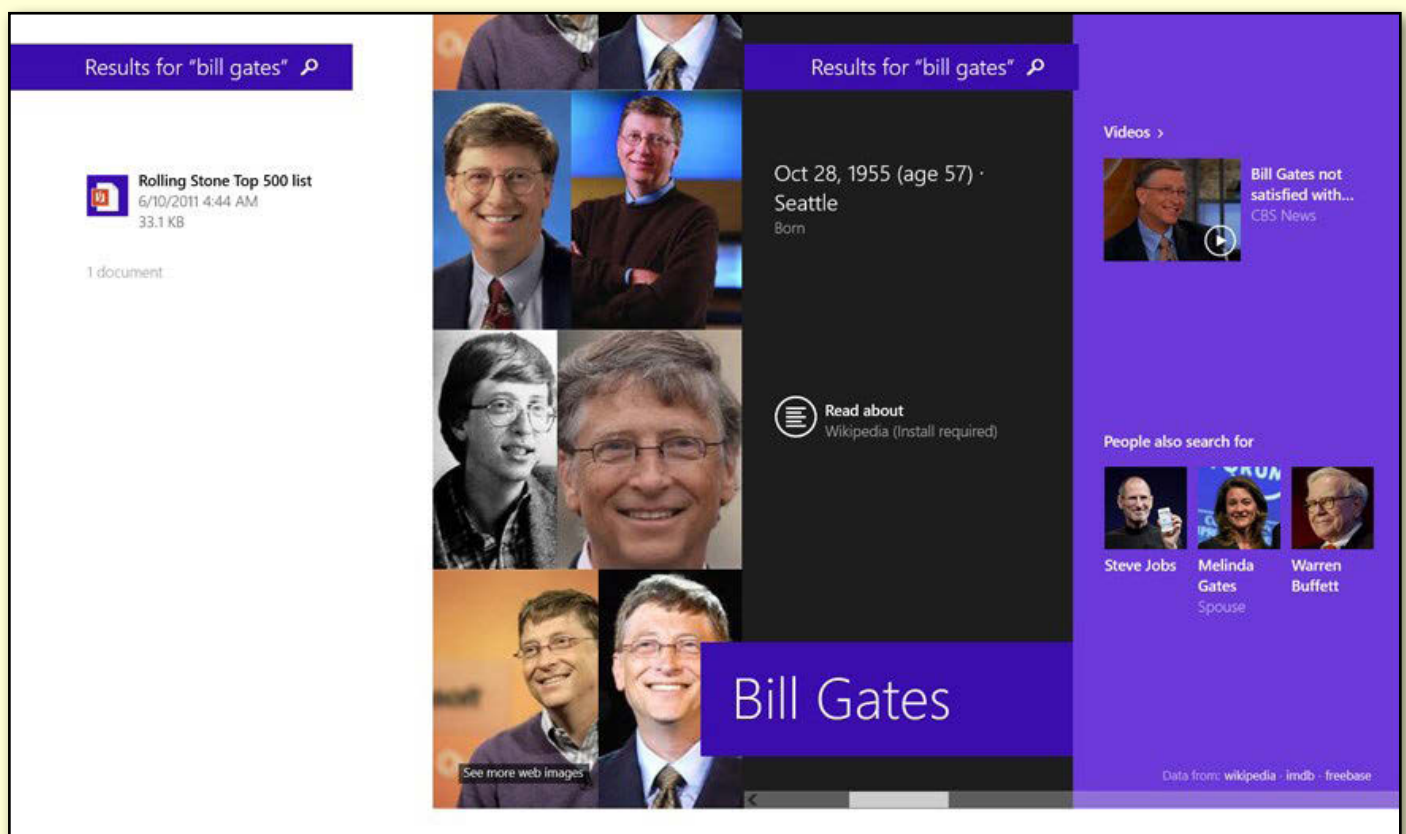 Results for "bill gates"
Rolling Stone Top 500 list
6/10/2011 4:44 AM
33.1 KB
1 document
See more web images
Results for "bill gates"
Oct 28, 1955 (age 57) ·
Seattle
Born
Read about
Wikipedia (Install required)
Bill Gates
Videos >
Bill Gates not
satisfied with...
CBS News
People also search for
Steve Jobs
Melinda
Gates
Spouse
Warren
Buffett
Data from: wikipedia · imdb · freebase